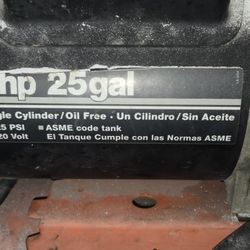 hp 25gal
gle Cylinder/Oil Free · Un Cilindro/Sin Aceite
25 PSI ■ ASME code tank
20 Volt El Tanque Cumple con las Normas ASME